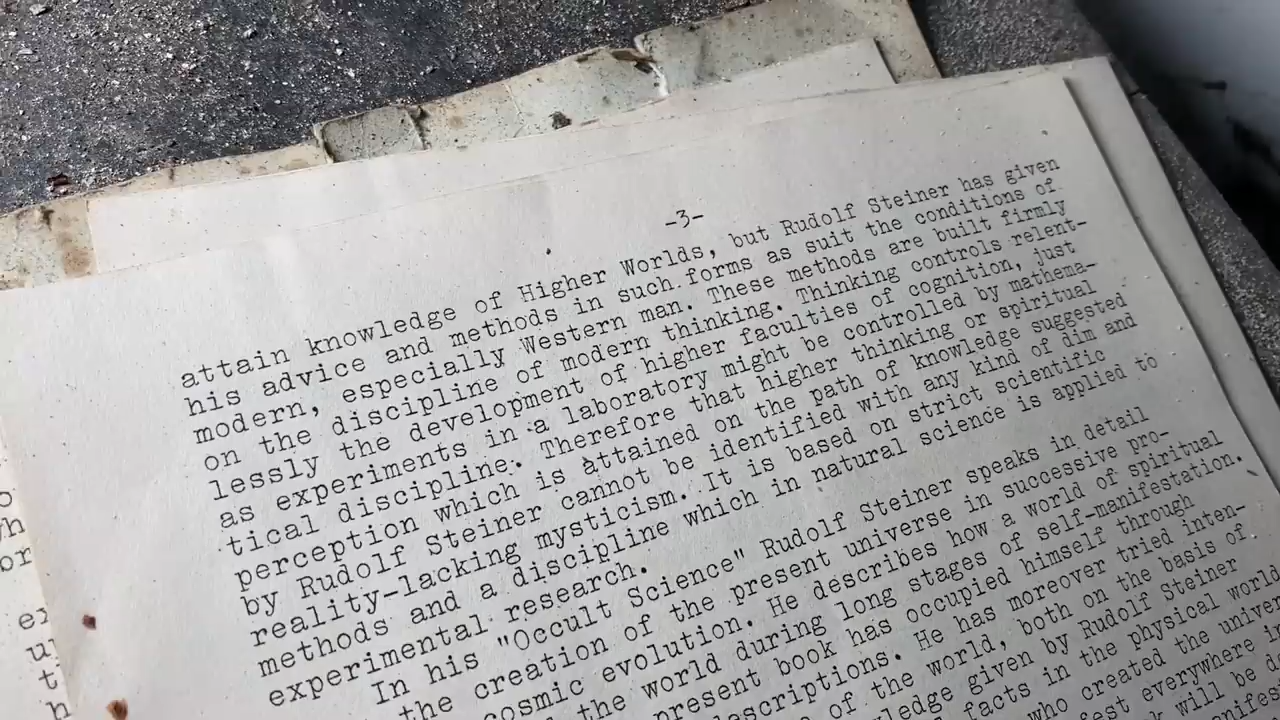 -3-
attain knowledge of Higher Worlds, but Rudolf Steiner has given
his advice and methods in such forms as suit the conditions of
modern, especially Western man. These methods are built firmly
on the discipline of modern thinking. Thinking controls relent-
lessly the development of higher faculties of cognition, just
as experiments in a laboratory might be controlled by mathema-
tical discipline. Therefore that higher thinking or spiritual
perception which is attained on the path of knowledge suggested
by Rudolf Steiner cannot be identified with any kind of dim and
reality-lacking mysticism. It is based on strict scientific
methods and a discipline which in natural science is applied to
experimental research.
In his "Occult Science" Rudolf Steiner speaks in detail
the creation of the present universe in successive pro-
cosmic evolution. He describes how a world of spiritual
the world during long stages of self-manifestation.
present book has occupied himself through
descriptions. He has moreover tried inten-
of the world, both on the basis of
given by Rudolf Steiner
facts in the physical world
who created the
everywhere
will be